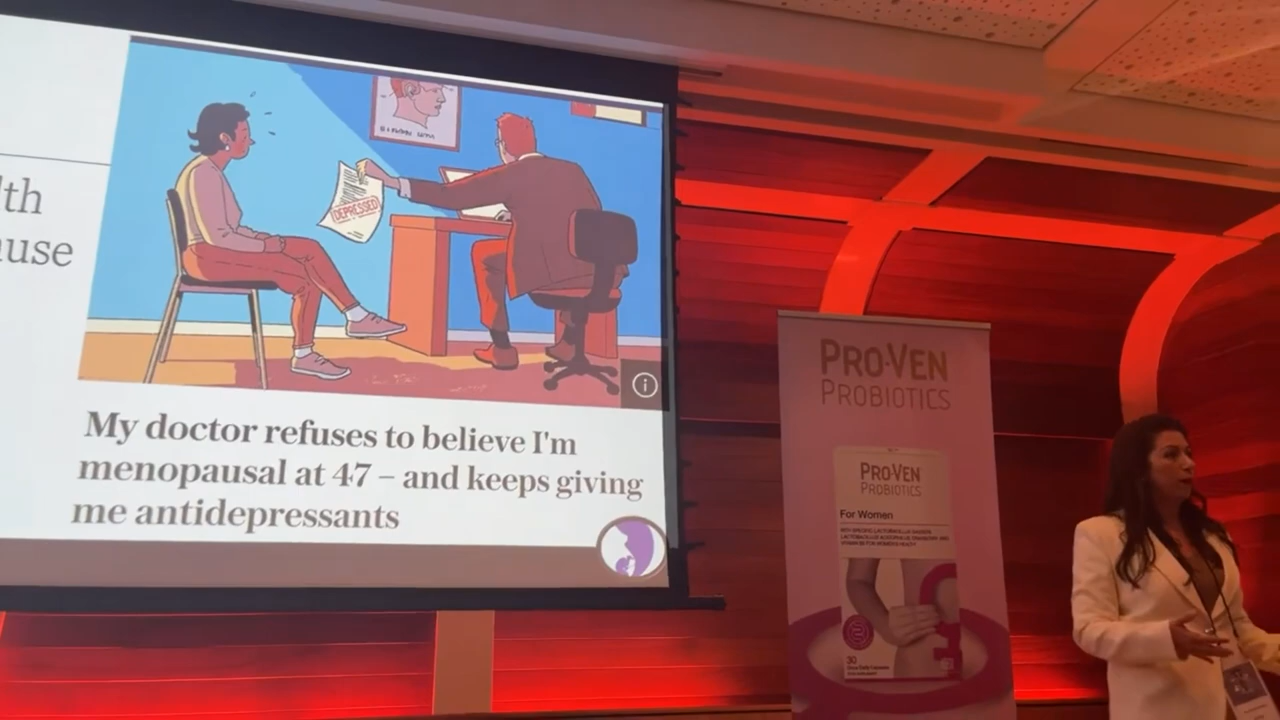 lth
ause
DEPRESSED
My doctor refuses to believe I'm
menopausal at 47 – and keeps giving
me antidepressants
PRO-VEN
PROBIOTICS
PRO-VEN
PROBIOTICS
For Women
30